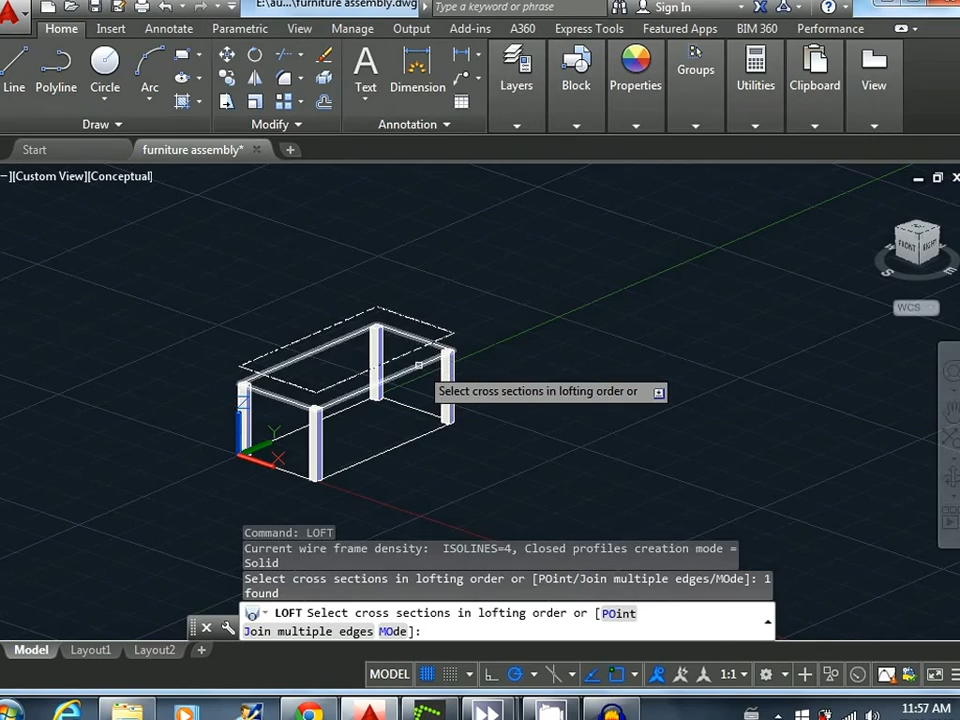 E:\au...\furniture assembly.dwg
Type a keyword or phrase
Sign In
Home Insert Annotate Parametric View Manage Output Add-ins A360 Express Tools Featured Apps BIM 360 Performance
Line Polyline Circle Arc Text Dimension Layers Block Properties Groups Utilities Clipboard View
Draw Modify Annotation
Start furniture assembly*
–][Custom View][Conceptual]
FRONT RIGHT
S E
WCS
Select cross sections in lofting order or
Z Y X
Command: LOFT
Current wire frame density: ISOLINES=4, Closed profiles creation mode =
Solid
Select cross sections in lofting order or [POint/Join multiple edges/MOde]: 1
found
LOFT Select cross sections in lofting order or [POint
Join multiple edges MOde]:
Model Layout1 Layout2
MODEL 1:1
11:57 AM